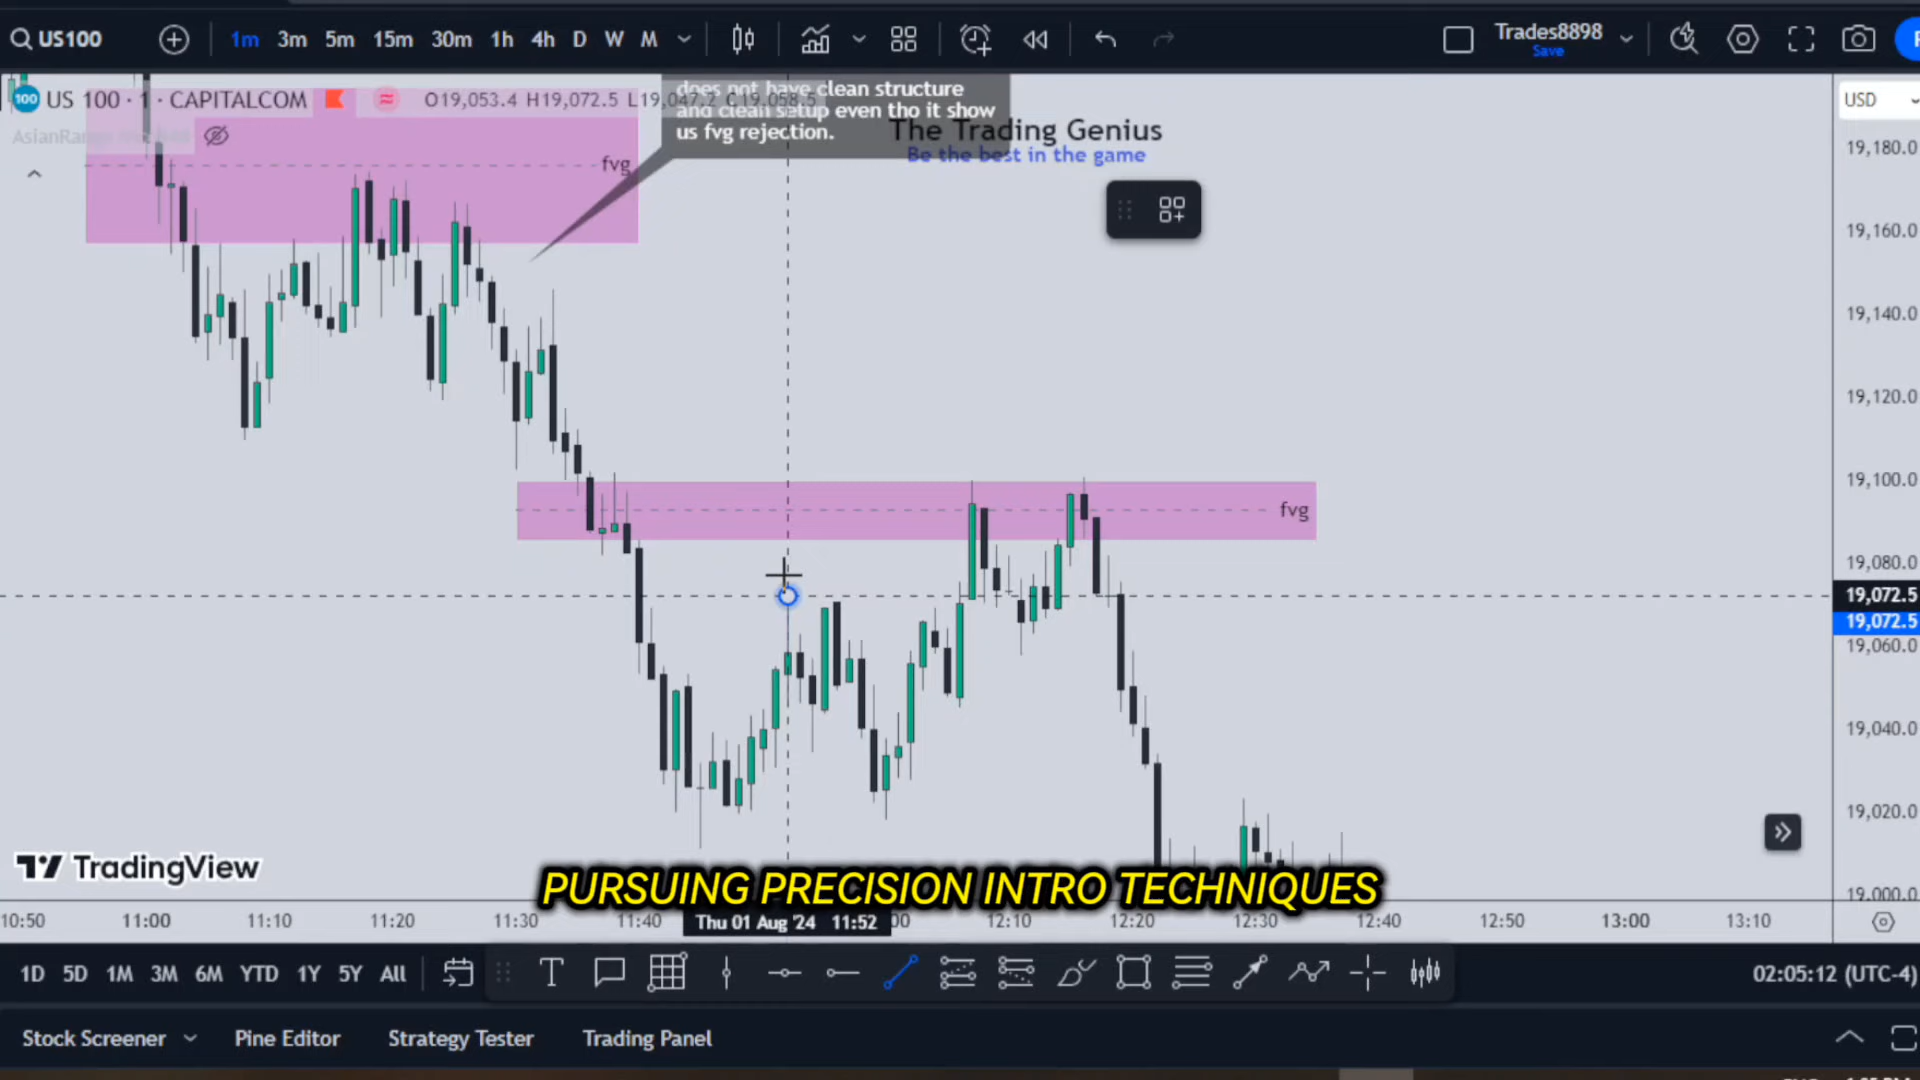 US100 1m 3m 5m 15m 30m 1h 4h D W M Trades8898
Save
does not have clean structure
100 US 100 · 1 · CAPITALCOM O19,053.4 H19,072.5 L19,047.2 C19,058.5
and clean setup even tho it show
us fvg rejection.
The Trading Genius
Be the best in the game
fvg
fvg
USD
19,180.0
19,160.0
19,140.0
19,120.0
19,100.0
19,080.0
19,072.5
19,072.5
19,060.0
19,040.0
19,020.0
19,000.0
TradingView
PURSUING PRECISION INTRO TECHNIQUES
10:50 11:00 11:10 11:20 11:30 11:40 Thu 01 Aug '24 11:52 12:10 12:20 12:30 12:40 12:50 13:00 13:10
1D 5D 1M 3M 6M YTD 1Y 5Y All 02:05:12 (UTC-4)
Stock Screener Pine Editor Strategy Tester Trading Panel